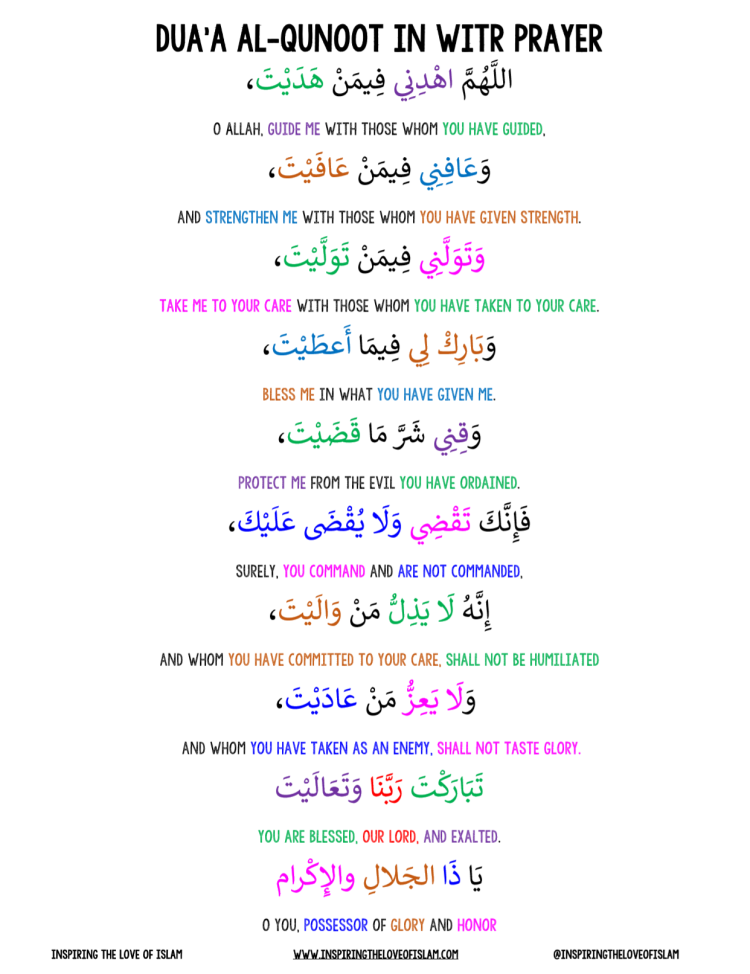 DUA'A AL-QUNOOT IN WITR PRAYER
اللَّهُمَّ اهْدِنِي فِيمَنْ هَدَيْتَ،
O ALLAH, GUIDE ME WITH THOSE WHOM YOU HAVE GUIDED,
وَعَافِنِي فِيمَنْ عَافَيْتَ،
AND STRENGTHEN ME WITH THOSE WHOM YOU HAVE GIVEN STRENGTH.
وَتَوَلَّنِي فِيمَنْ تَوَلَّيْتَ،
TAKE ME TO YOUR CARE WITH THOSE WHOM YOU HAVE TAKEN TO YOUR CARE.
وَبَارِكْ لِي فِيمَا أَعطَيْتَ،
BLESS ME IN WHAT YOU HAVE GIVEN ME.
وَقِنِي شَرَّ مَا قَضَيْتَ،
PROTECT ME FROM THE EVIL YOU HAVE ORDAINED.
فَإِنَّكَ تَقْضِي وَلَا يُقْضَى عَلَيْكَ،
SURELY, YOU COMMAND AND ARE NOT COMMANDED,
إِنَّهُ لَا يَذِلُّ مَنْ وَالَيْتَ،
AND WHOM YOU HAVE COMMITTED TO YOUR CARE, SHALL NOT BE HUMILIATED
وَلَا يَعِزُّ مَنْ عَادَيْتَ،
AND WHOM YOU HAVE TAKEN AS AN ENEMY, SHALL NOT TASTE GLORY.
تَبَارَكْتَ رَبَّنَا وَتَعَالَيْتَ
YOU ARE BLESSED, OUR LORD, AND EXALTED.
يَا ذَا الجَلالِ والإِكْرام
O YOU, POSSESSOR OF GLORY AND HONOR
INSPIRING THE LOVE OF ISLAM WWW.INSPIRINGTHELOVEOFISLAM.COM @INSPIRINGTHELOVEOFISLAM